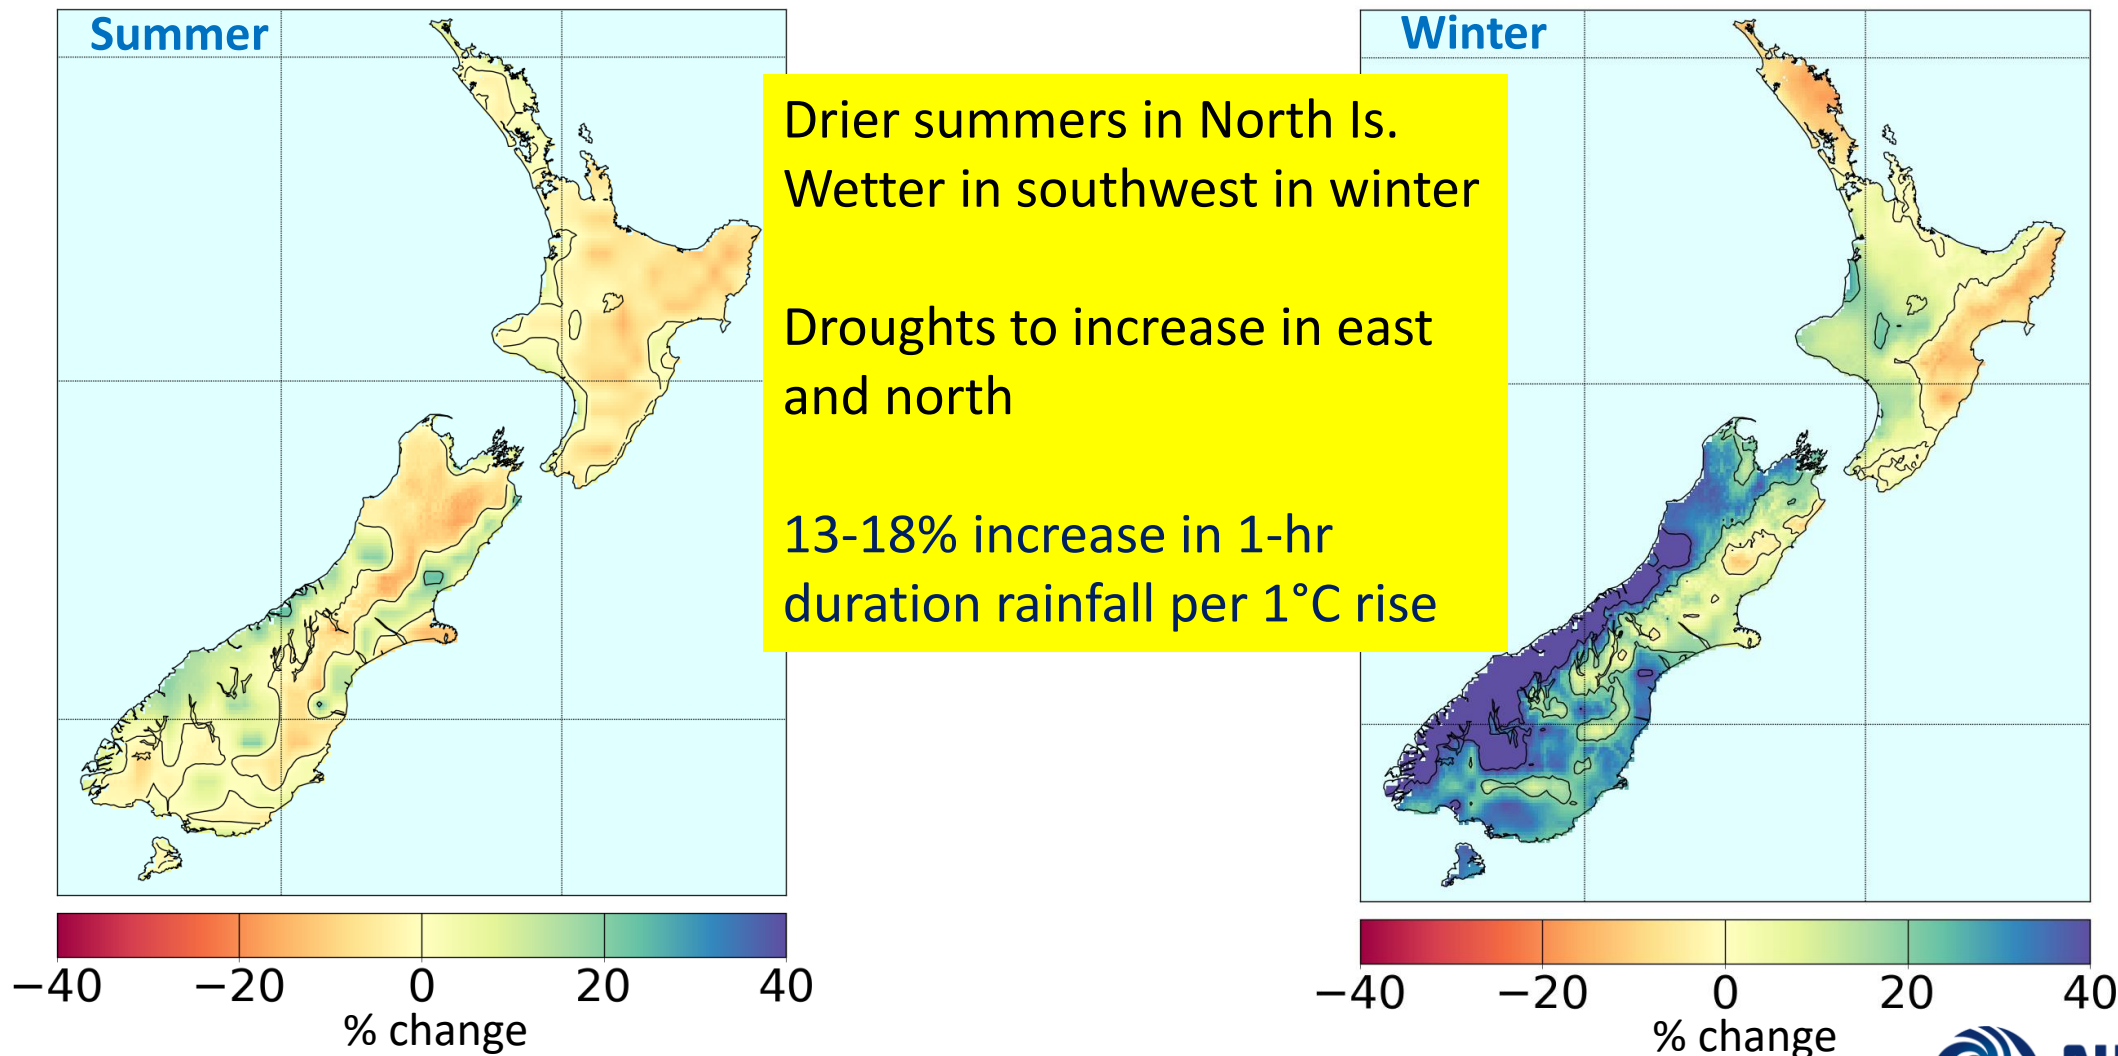 Summer
Winter
Drier summers in North Is.
Wetter in southwest in winter
Droughts to increase in east
and north
13-18% increase in 1-hr
duration rainfall per 1°C rise
−40 −20 0 20 40
% change
−40 −20 0 20 40
% change